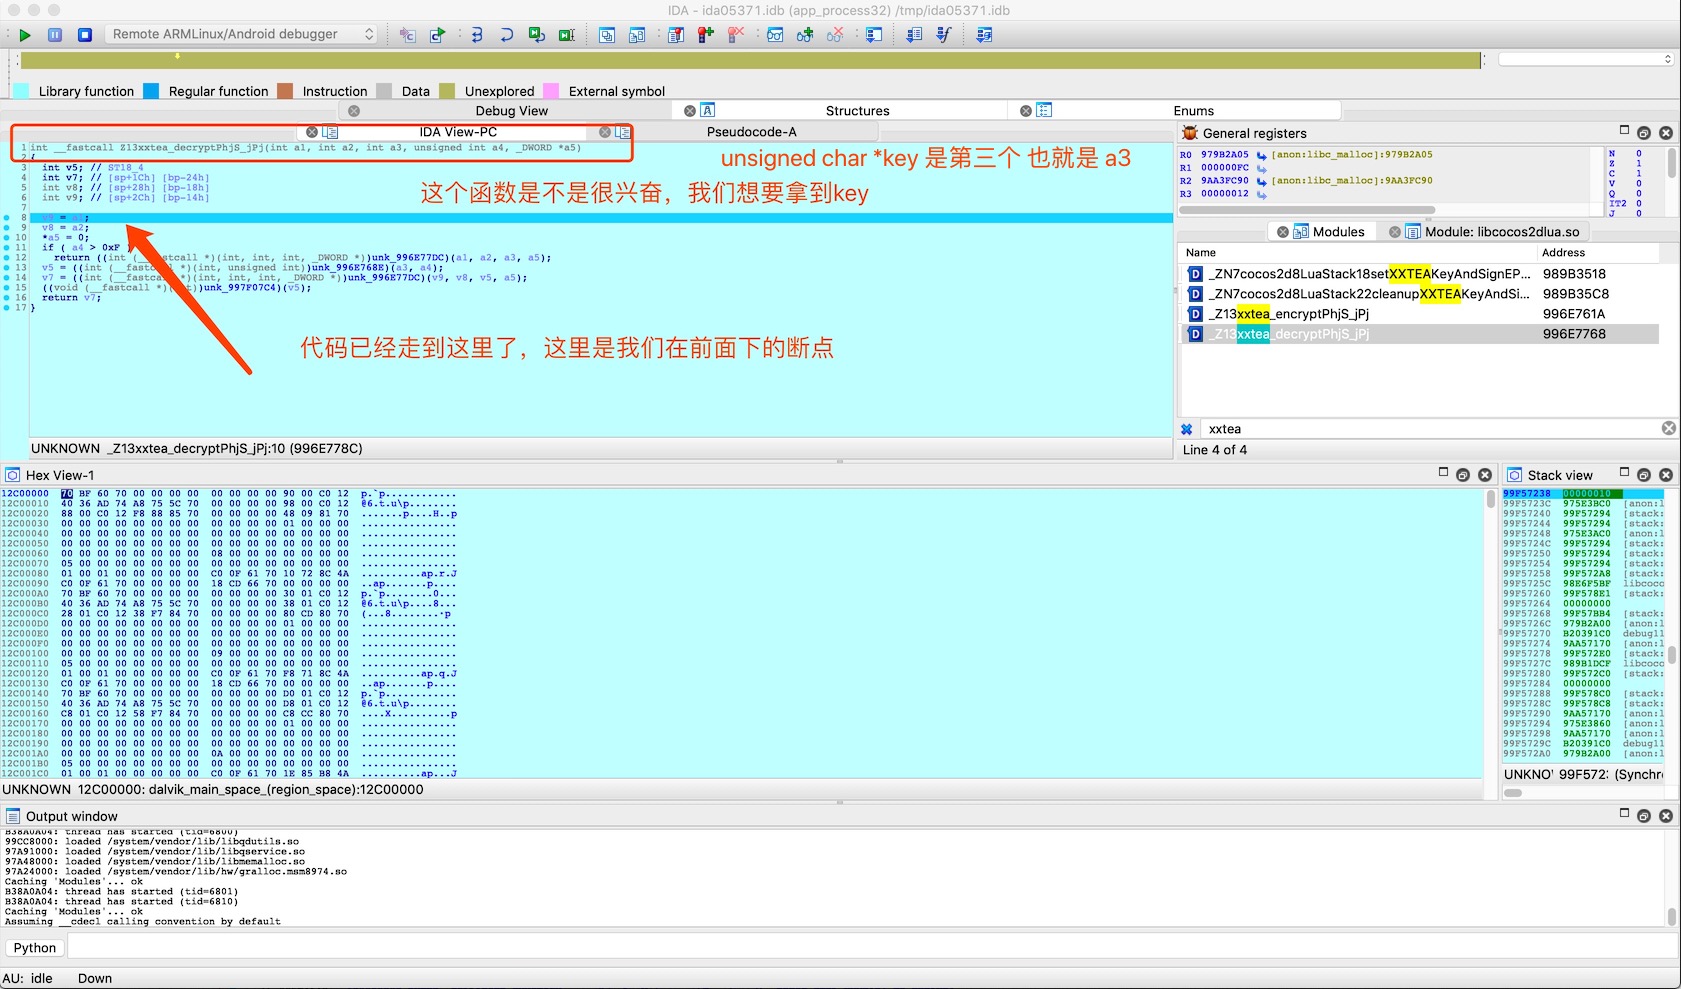 IDA - ida05371.idb (app_process32) /tmp/ida05371.idb
Remote ARMLinux/Android debugger
Library function Regular function Instruction Data Unexplored External symbol
Debug View Structures Enums
IDA View-PC Pseudocode-A
1 int __fastcall Z13xxtea_decryptPhjS_jPj(int a1, int a2, int a3, unsigned int a4, _DWORD *a5)
2 {
3 int v5; // ST18_4
4 int v7; // [sp+1Ch] [bp-24h]
5 int v8; // [sp+28h] [bp-18h]
6 int v9; // [sp+2Ch] [bp-14h]
7
8 v9 = a1;
9 v8 = a2;
10 *a5 = 0;
11 if ( a4 > 0xF )
12 return ((int (__fastcall *)(int, int, int, _DWORD *))unk_996E77DC)(a1, a2, a3, a5);
13 v5 = ((int (__fastcall *)(int, unsigned int))unk_996E768E)(a3, a4);
14 v7 = ((int (__fastcall *)(int, int, int, _DWORD *))unk_996E77DC)(v9, v8, v5, a5);
15 ((void (__fastcall *)(int))unk_997F07C4)(v5);
16 return v7;
17 }
unsigned char *key 是第三个 也就是 a3
这个函数是不是很兴奋，我们想要拿到key
代码已经走到这里了，这里是我们在前面下的断点
UNKNOWN _Z13xxtea_decryptPhjS_jPj:10 (996E778C)
General registers
R0 979B2A05 [anon:libc_malloc]:979B2A05
R1 000000FC
R2 9AA3FC90 [anon:libc_malloc]:9AA3FC90
R3 00000012
N 0
Z 1
C 1
V 0
Q 0
IT2 0
J 0
Modules Module: libcocos2dlua.so
Name Address
_ZN7cocos2d8LuaStack18setXXTEAKeyAndSignEP... 989B3518
_ZN7cocos2d8LuaStack22cleanupXXTEAKeyAndSi... 989B35C8
_Z13xxtea_encryptPhjS_jPj 996E761A
_Z13xxtea_decryptPhjS_jPj 996E7768
xxtea
Line 4 of 4
Hex View-1
12C00000 70 BF 60 70 00 00 00 00 00 00 00 00 90 00 C0 12 p.`p............
12C00010 40 36 AD 74 A8 75 5C 70 00 00 00 00 98 00 C0 12 @6.t.u\p........
12C00020 88 00 C0 12 F8 88 85 70 00 00 00 00 48 09 81 70 .......p....H..p
12C00030 00 00 00 00 00 00 00 00 00 00 00 00 01 00 00 00 ................
12C00040 00 00 00 00 00 00 00 00 00 00 00 00 00 00 00 00 ................
12C00050 00 00 00 00 00 00 00 00 00 00 00 00 00 00 00 00 ................
12C00060 00 00 00 00 00 00 00 00 08 00 00 00 00 00 00 00 ................
12C00070 05 00 00 00 00 00 00 00 00 00 00 00 00 00 00 00 ................
12C00080 01 00 01 00 00 00 00 00 C0 0F 61 70 10 72 8C 4A ..........ap.r.J
12C00090 C0 0F 61 70 00 00 00 00 18 CD 66 70 00 00 00 00 ..ap......fp....
12C000A0 70 BF 60 70 00 00 00 00 00 00 00 00 30 01 C0 12 p.`p........0...
12C000B0 40 36 AD 74 A8 75 5C 70 00 00 00 00 38 01 C0 12 @6.t.u\p....8...
12C000C0 28 01 C0 12 38 F7 84 70 00 00 00 00 80 CD 80 70 (...8..p.......p
12C000D0 00 00 00 00 00 00 00 00 00 00 00 00 01 00 00 00 ................
12C000E0 00 00 00 00 00 00 00 00 00 00 00 00 00 00 00 00 ................
12C000F0 00 00 00 00 00 00 00 00 00 00 00 00 00 00 00 00 ................
12C00100 00 00 00 00 00 00 00 00 09 00 00 00 00 00 00 00 ................
12C00110 05 00 00 00 00 00 00 00 00 00 00 00 00 00 00 00 ................
12C00120 01 00 01 00 00 00 00 00 C0 0F 61 70 F8 71 8C 4A ..........ap.q.J
12C00130 C0 0F 61 70 00 00 00 00 18 CD 66 70 00 00 00 00 ..ap......fp....
12C00140 70 BF 60 70 00 00 00 00 00 00 00 00 D0 01 C0 12 p.`p............
12C00150 40 36 AD 74 A8 75 5C 70 00 00 00 00 D8 01 C0 12 @6.t.u\p........
12C00160 C8 01 C0 12 58 F7 84 70 00 00 00 00 C8 CC 80 70 ....X..p.......p
12C00170 00 00 00 00 00 00 00 00 00 00 00 00 01 00 00 00 ................
12C00180 00 00 00 00 00 00 00 00 00 00 00 00 00 00 00 00 ................
12C00190 00 00 00 00 00 00 00 00 00 00 00 00 00 00 00 00 ................
12C001A0 00 00 00 00 00 00 00 00 0A 00 00 00 00 00 00 00 ................
12C001B0 05 00 00 00 00 00 00 00 00 00 00 00 00 00 00 00 ................
12C001C0 01 00 01 00 00 00 00 00 C0 0F 61 70 1E 85 B8 4A ..........ap...J
UNKNOWN 12C00000: dalvik_main_space_(region_space):12C00000
Stack view
99F57238 00000010
99F5723C 975E3BC0 [anon:l
99F57240 99F57294 [stack:
99F57244 99F57294 [stack:
99F57248 975E3AC0 [anon:l
99F5724C 99F57294 [stack:
99F57250 99F57294 [stack:
99F57254 99F57294 [stack:
99F57258 99F572A8 [stack:
99F5725C 98E6F5BF libcoco
99F57260 99F578E1 [stack:
99F57264 00000000
99F57268 99F57BB4 [stack:
99F5726C 979B2A00 [anon:l
99F57270 B20391C0 debug11
99F57274 9AA57170 [anon:l
99F57278 99F572E0 [stack:
99F5727C 989B1DCF libcoco
99F57280 99F572C0 [stack:
99F57284 00000000
99F57288 99F578C0 [stack:
99F5728C 99F578C8 [stack:
99F57290 9AA57170 [anon:l
99F57294 975E3860 [anon:l
99F57298 9AA57170 [anon:l
99F5729C B20391C0 debug11
99F572A0 979B2A00 [anon:l
UNKNO' 99F572: (Synchr
Output window
B38A0A04: thread has started (tid=6800)
99CC8000: loaded /system/vendor/lib/libqdutils.so
97A91000: loaded /system/vendor/lib/libqservice.so
97A48000: loaded /system/vendor/lib/libmemalloc.so
97A24000: loaded /system/vendor/lib/hw/gralloc.msm8974.so
Caching 'Modules'... ok
B38A0A04: thread has started (tid=6801)
B38A0A04: thread has started (tid=6810)
Caching 'Modules'... ok
Assuming __cdecl calling convention by default
Python
AU: idle Down